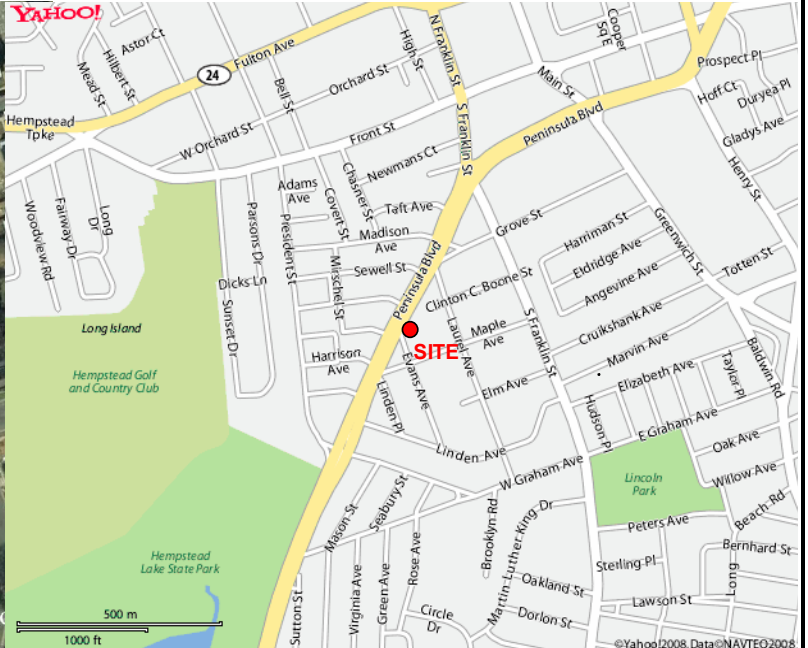 YAHOO!
Astor Ct
Hilbert St
Mead St
24
Fulton Ave
Bell St
High St
Orchard St
N Franklin St
S Franklin St
Cooper
Sq E
Main St
Prospect Pl
Hoff Ct
Duryea Pl
Gladys Ave
Henry St
Peninsula Blvd
Hempstead
Tpke
W Orchard St
Front St
Newmans Ct
Chasner St
Covert St
Adams
Ave
Taft Ave
Madison
Ave
Grove St
Sewell St
Mirschel St
President St
Parsons Dr
Dicks Ln
Sunset Dr
Woodview Rd
Fairway Dr
Long
Dr
Long Island
Hempstead Golf
and Country Club
Peninsula Blvd
Clinton C. Boone St
SITE
Harriman St
Eldridge Ave
Angevine Ave
Greenwich St
Totten St
Cruikshank Ave
Marvin Ave
Maple
Ave
Laurel Ave
S Franklin St
Harrison
Ave
Evans Ave
Linden Pl
Elm Ave
Elizabeth Ave
Taylor Pl
Baldwin Rd
Hudson Pl
E Graham Ave
Oak Ave
Linden Ave
W Graham Ave
Willow Ave
Lincoln
Park
Beach Rd
Peters Ave
Mason St
Seabury St
Brooklyn Rd
Martin Luther King Dr
Bernhard St
Sterling Pl
Long
Hempstead
Lake State Park
Rose Ave
Green Ave
Virginia Ave
Sutton St
Oakland St
Lawson St
Circle
Dr
Dorlon St
500 m
1000 ft
©Yahoo!2008, Data©NAVTEQ2008